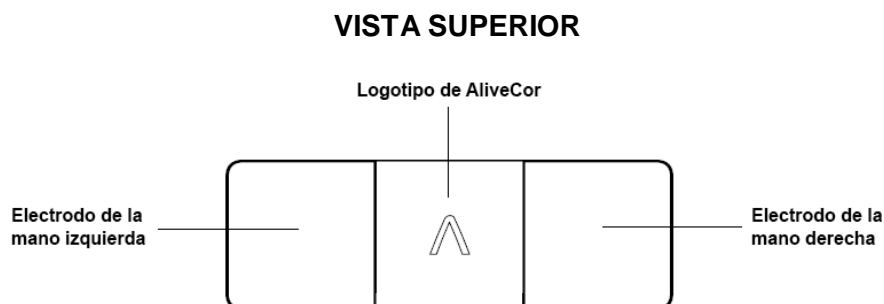 VISTA SUPERIOR
Logotipo de AliveCor
Electrodo de la
mano izquierda
Electrodo de la
mano derecha